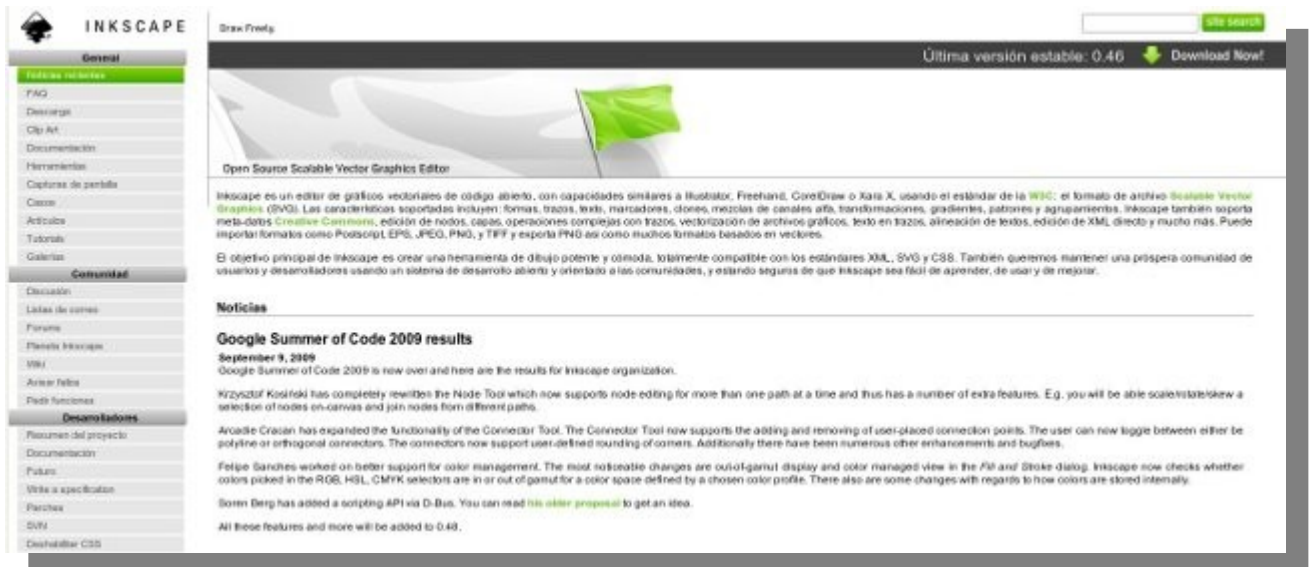 INKSCAPE
Draw Freely.
site search
Última versión estable: 0.46
Download Now!
General
Noticias recientes
FAQ
Descarga
Clip Art
Documentación
Herramientas
Capturas de pantalla
Casos
Artículos
Tutorials
Galerías
Comunidad
Discusión
Listas de correo
Forums
Planeta Inkscape
Wiki
Avisar fallos
Pedir funciones
Desarrolladores
Resumen del proyecto
Documentación
Futuro
Write a specification
Parches
SVN
Deshabilitar CSS
Open Source Scalable Vector Graphics Editor
Inkscape es un editor de gráficos vectoriales de código abierto, con capacidades similares a Illustrator, Freehand, CorelDraw o Xara X, usando el estándar de la W3C: el formato de archivo Scalable Vector
Graphics (SVG). Las características soportadas incluyen: formas, trazos, texto, marcadores, clones, mezclas de canales alfa, transformaciones, gradientes, patrones y agrupamientos. Inkscape también soporta
meta-datos Creative Commons, edición de nodos, capas, operaciones complejas con trazos, vectorización de archivos gráficos, texto en trazos, alineación de textos, edición de XML directo y mucho más. Puede
importar formatos como Postscript, EPS, JPEG, PNG, y TIFF y exporta PNG asi como muchos formatos basados en vectores.
El objetivo principal de Inkscape es crear una herramienta de dibujo potente y cómoda, totalmente compatible con los estándares XML, SVG y CSS. También queremos mantener una próspera comunidad de
usuarios y desarrolladores usando un sistema de desarrollo abierto y orientado a las comunidades, y estando seguros de que Inkscape sea fácil de aprender, de usar y de mejorar.
Noticias
Google Summer of Code 2009 results
September 9, 2009
Google Summer of Code 2009 is now over and here are the results for Inkscape organization.
Krzysztof Kosiński has completely rewritten the Node Tool which now supports node editing for more than one path at a time and thus has a number of extra features. E.g. you will be able scale/rotate/skew a
selection of nodes on-canvas and join nodes from different paths.
Arcadie Cracan has expanded the functionality of the Connector Tool. The Connector Tool now supports the adding and removing of user-placed connection points. The user can now toggle between either be
polyline or orthogonal connectors. The connectors now support user-defined rounding of corners. Additionally there have been numerous other enhancements and bugfixes.
Felipe Sanches worked on better support for color management. The most noticeable changes are out-of-gamut display and color managed view in the Fill and Stroke dialog. Inkscape now checks whether
colors picked in the RGB, HSL, CMYK selectors are in or out of gamut for a color space defined by a chosen color profile. There also are some changes with regards to how colors are stored internally.
Soren Berg has added a scripting API via D-Bus. You can read his older proposal to get an idea.
All these features and more will be added to 0.48.